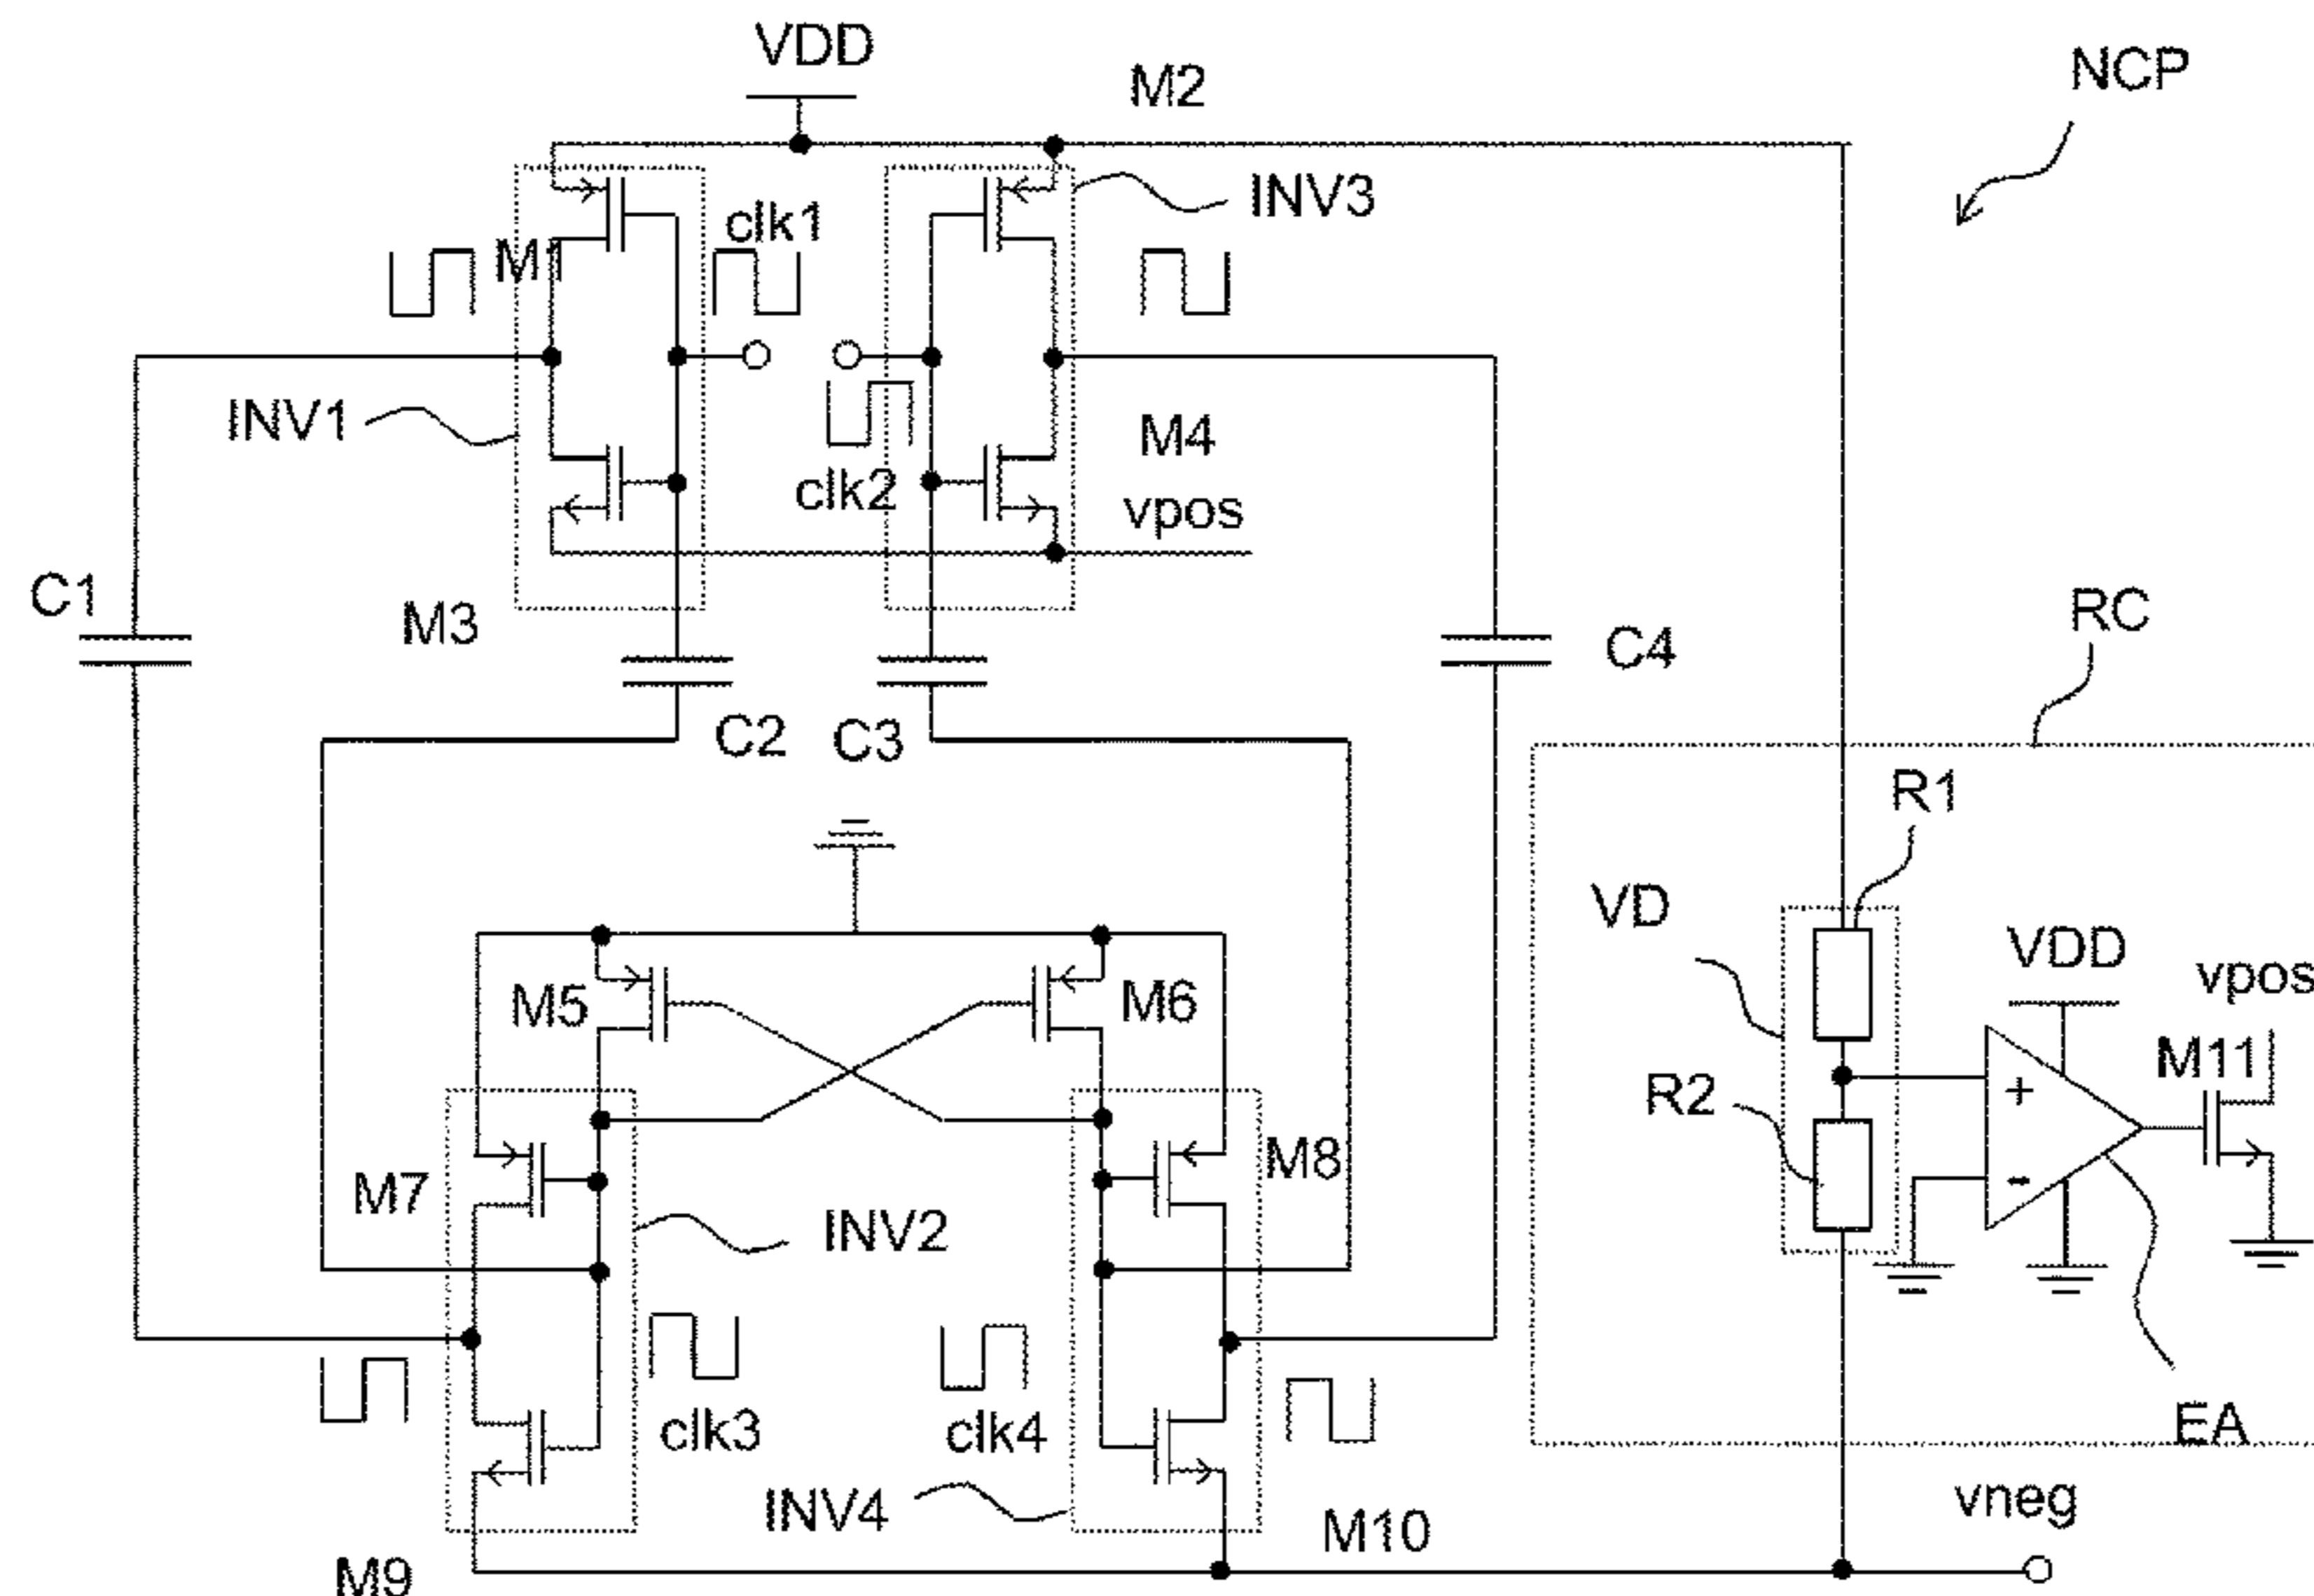 VDD
M2
NCP
INV3
clk1
M1
INV1
M4
clk2
vpos
C1
M3
RC
C4
C2
C3
R1
VD
VDD
vpos
M5
M6
M11
R2
+
-
M7
M8
INV2
clk3
clk4
EA
INV4
M10
vneg
M9